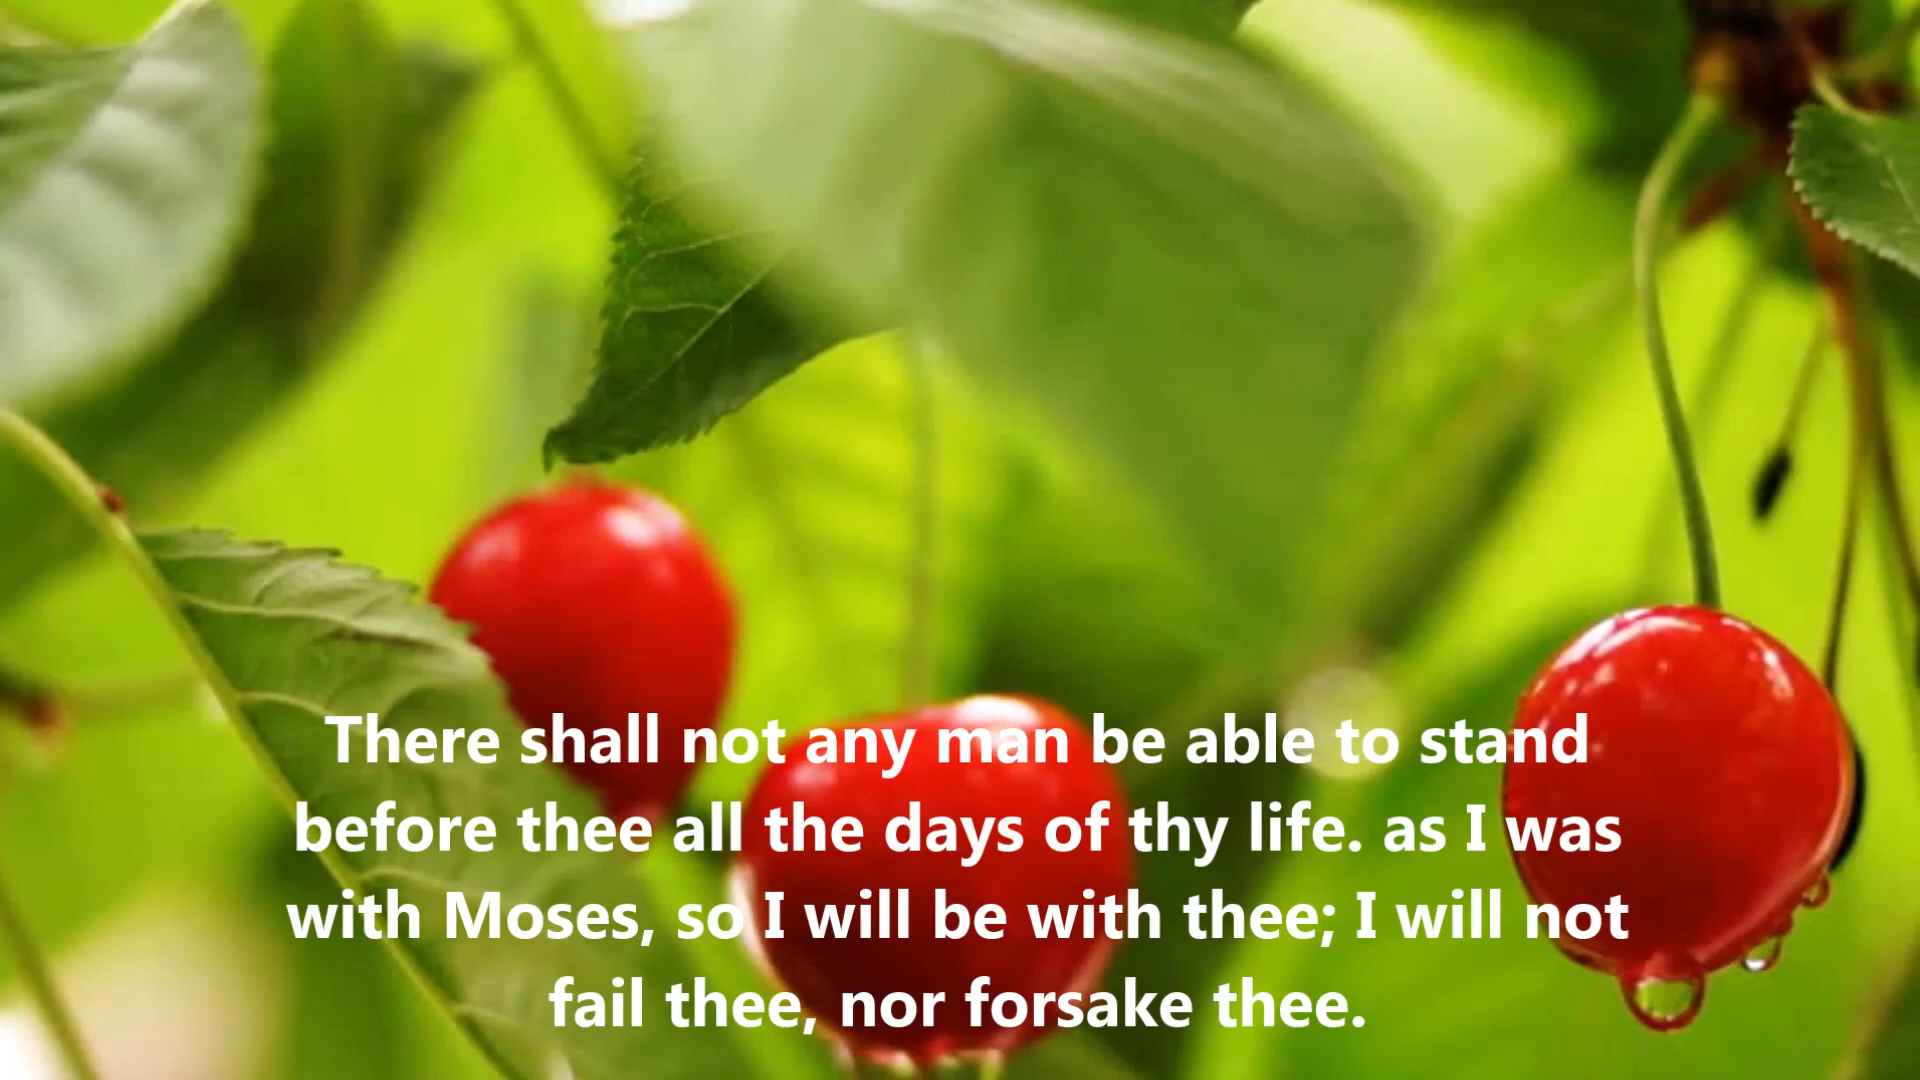 There shall not any man be able to stand
before thee all the days of thy life. as I was
with Moses, so I will be with thee; I will not
fail thee, nor forsake thee.